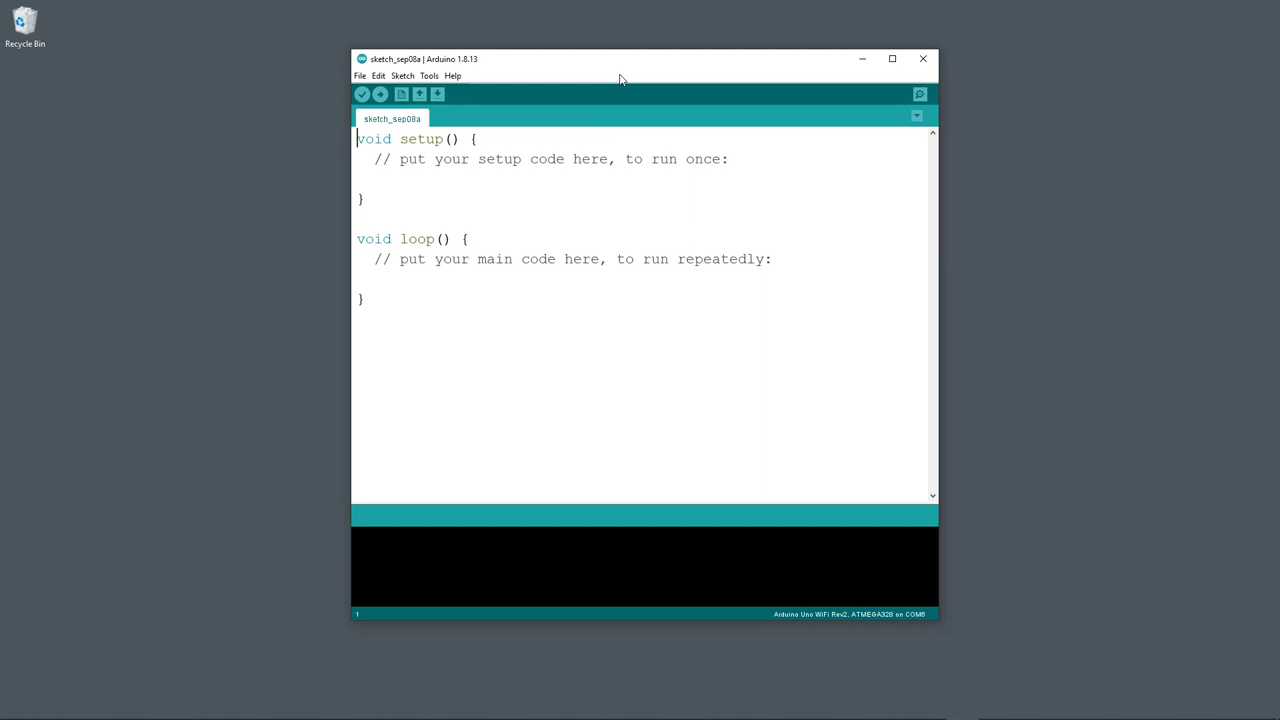 Recycle Bin
sketch_sep08a | Arduino 1.8.13
File Edit Sketch Tools Help
sketch_sep08a
void setup() {
// put your setup code here, to run once:
}
void loop() {
// put your main code here, to run repeatedly:
}
1 Arduino Uno WiFi Rev2, ATMEGA328 on COM6